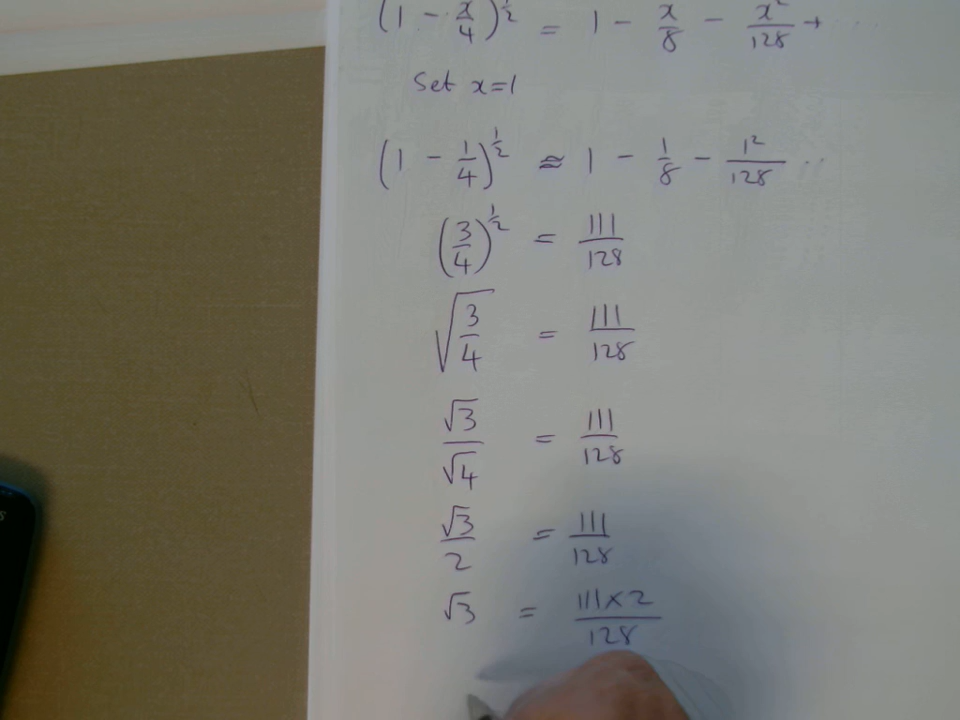 (1 - x/4)^1/2 = 1 - x/8 - x²/128 + ...
Set x=1
(1 - 1/4)^1/2 ≈ 1 - 1/8 - 1²/128 ...
(3/4)^1/2 = 111/128
√(3/4) = 111/128
√3/√4 = 111/128
√3/2 = 111/128
√3 = 111×2/128